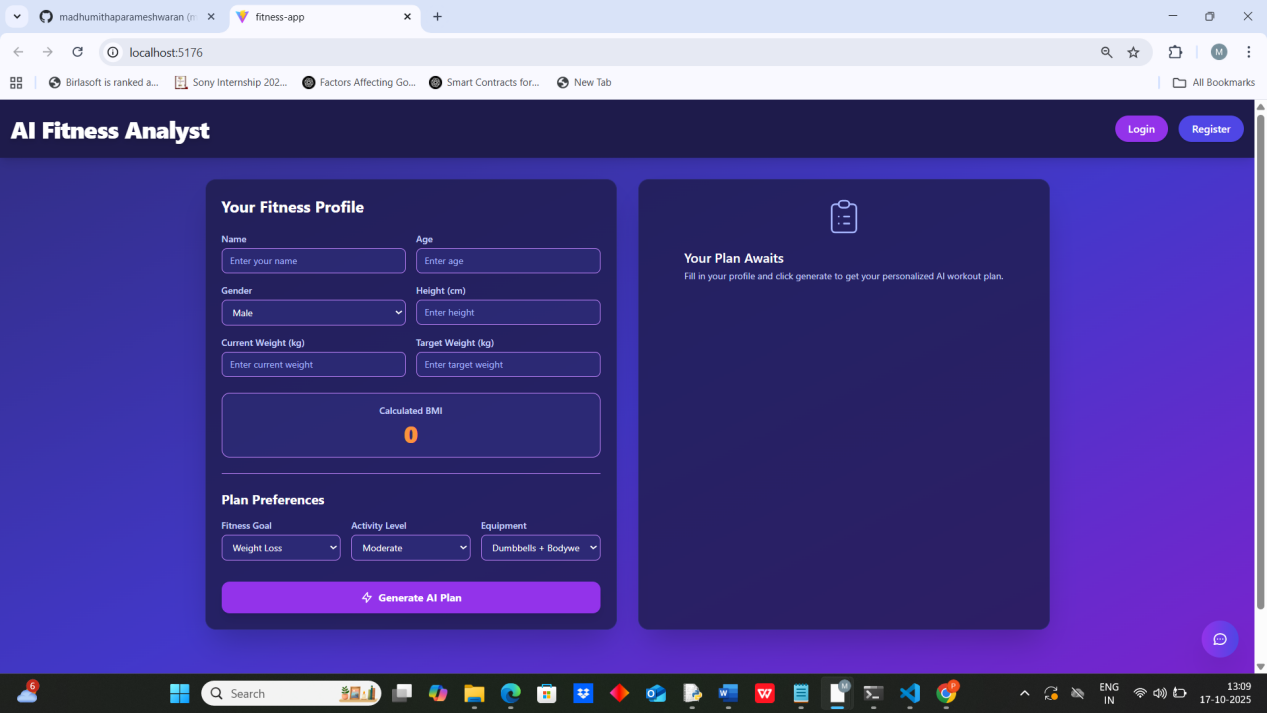 madhumithaparameshwaran (m
fitness-app
localhost:5176
M
Birlasoft is ranked a...
Sony Internship 202...
Factors Affecting Go...
Smart Contracts for...
New Tab
All Bookmarks
AI Fitness Analyst
Login
Register
Your Fitness Profile
Name
Age
Enter your name
Enter age
Gender
Height (cm)
Male
Enter height
Current Weight (kg)
Target Weight (kg)
Enter current weight
Enter target weight
Calculated BMI
0
Plan Preferences
Fitness Goal
Activity Level
Equipment
Weight Loss
Moderate
Dumbbells + Bodywe
Generate AI Plan
Your Plan Awaits
Fill in your profile and click generate to get your personalized AI workout plan.
6
Search
M
P
ENG
IN
13:09
17-10-2025